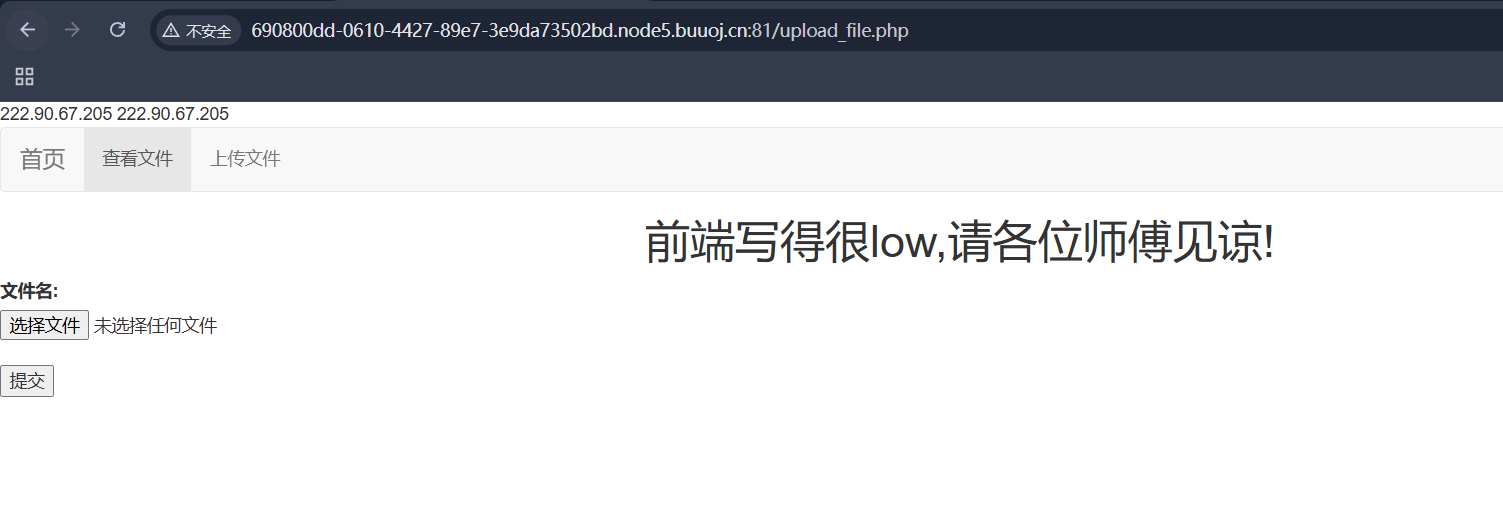 不安全 690800dd-0610-4427-89e7-3e9da73502bd.node5.buuoj.cn:81/upload_file.php
222.90.67.205 222.90.67.205
首页 查看文件 上传文件
前端写得很low,请各位师傅见谅!
文件名:
选择文件 未选择任何文件
提交